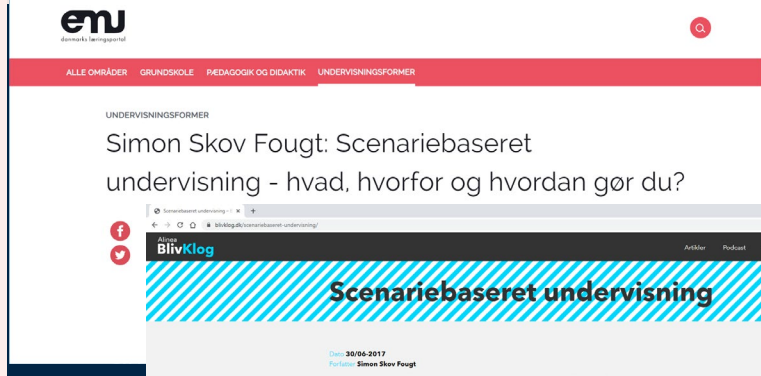 emu
danmarks læringsportal
ALLE OMRÅDER GRUNDSKOLE PÆDAGOGIK OG DIDAKTIK UNDERVISNINGSFORMER
UNDERVISNINGSFORMER
Simon Skov Fougt: Scenariebaseret
undervisning - hvad, hvorfor og hvordan gør du?
Scenariebaseret undervisning -
blivklog.dk/scenariebaseret-undervisning/
Alinea
BlivKlog
Artikler Podcast
Scenariebaseret undervisning
Dato: 30/06-2017
Forfatter: Simon Skov Fougt